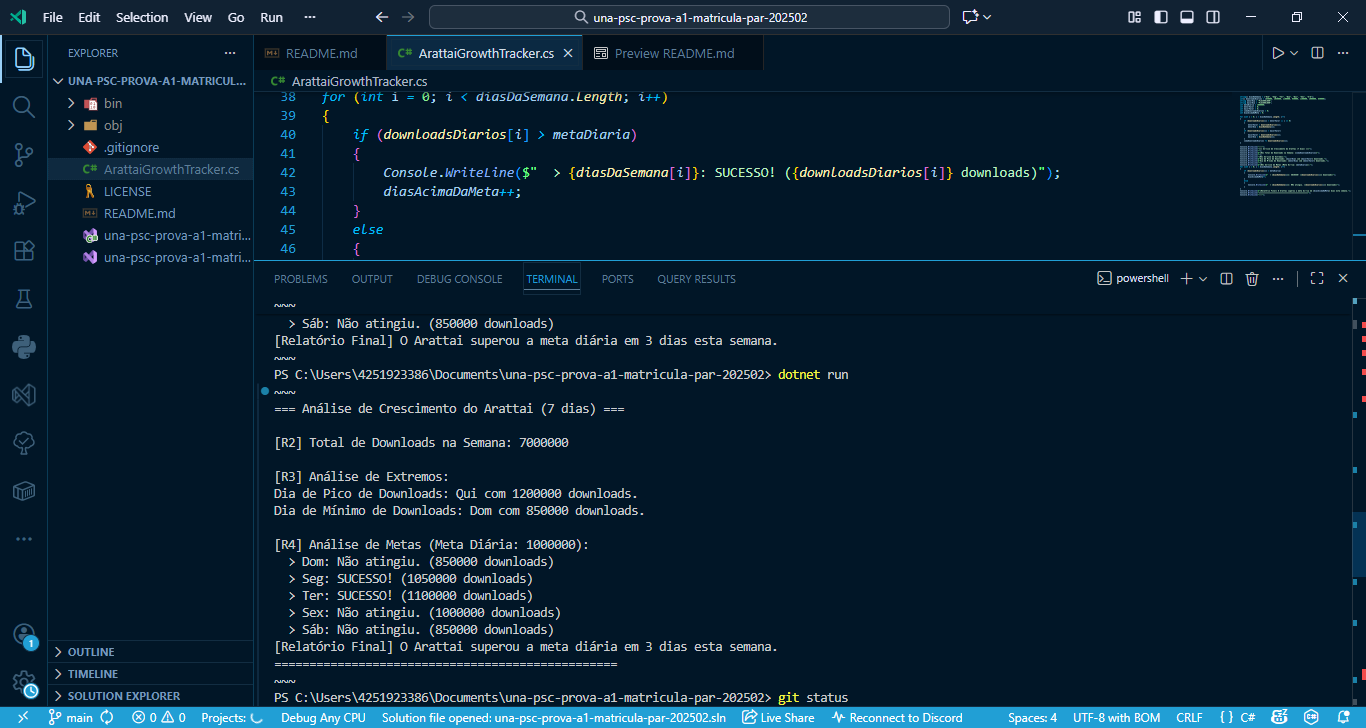 File Edit Selection View Go Run ··· una-psc-prova-a1-matricula-par-202502
EXPLORER ···
UNA-PSC-PROVA-A1-MATRICUL...
bin
obj
.gitignore
C# ArattaiGrowthTracker.cs
LICENSE
README.md
una-psc-prova-a1-matri...
una-psc-prova-a1-matri...
OUTLINE
TIMELINE
SOLUTION EXPLORER
README.md C# ArattaiGrowthTracker.cs Preview README.md
C# ArattaiGrowthTracker.cs
38 for (int i = 0; i < diasDaSemana.Length; i++)
39 {
40 if (downloadsDiarios[i] > metaDiaria)
41 {
42 Console.WriteLine($"  > {diasDaSemana[i]}: SUCESSO! ({downloadsDiarios[i]} downloads)");
43 diasAcimaDaMeta++;
44 }
45 else
46 {
PROBLEMS OUTPUT DEBUG CONSOLE TERMINAL PORTS QUERY RESULTS powershell
~~~
> Sáb: Não atingiu. (850000 downloads)
[Relatório Final] O Arattai superou a meta diária em 3 dias esta semana.
~~~
PS C:\Users\4251923386\Documents\una-psc-prova-a1-matricula-par-202502> dotnet run
~~~
=== Análise de Crescimento do Arattai (7 dias) ===
[R2] Total de Downloads na Semana: 7000000
[R3] Análise de Extremos:
Dia de Pico de Downloads: Qui com 1200000 downloads.
Dia de Mínimo de Downloads: Dom com 850000 downloads.
[R4] Análise de Metas (Meta Diária: 1000000):
> Dom: Não atingiu. (850000 downloads)
> Seg: SUCESSO! (1050000 downloads)
> Ter: SUCESSO! (1100000 downloads)
> Sex: Não atingiu. (1000000 downloads)
> Sáb: Não atingiu. (850000 downloads)
[Relatório Final] O Arattai superou a meta diária em 3 dias esta semana.
=================================================
~~~
PS C:\Users\4251923386\Documents\una-psc-prova-a1-matricula-par-202502> git status
1
main 0 0 Projects: Debug Any CPU Solution file opened: una-psc-prova-a1-matricula-par-202502.sln Live Share Reconnect to Discord Spaces: 4 UTF-8 with BOM CRLF { } C#